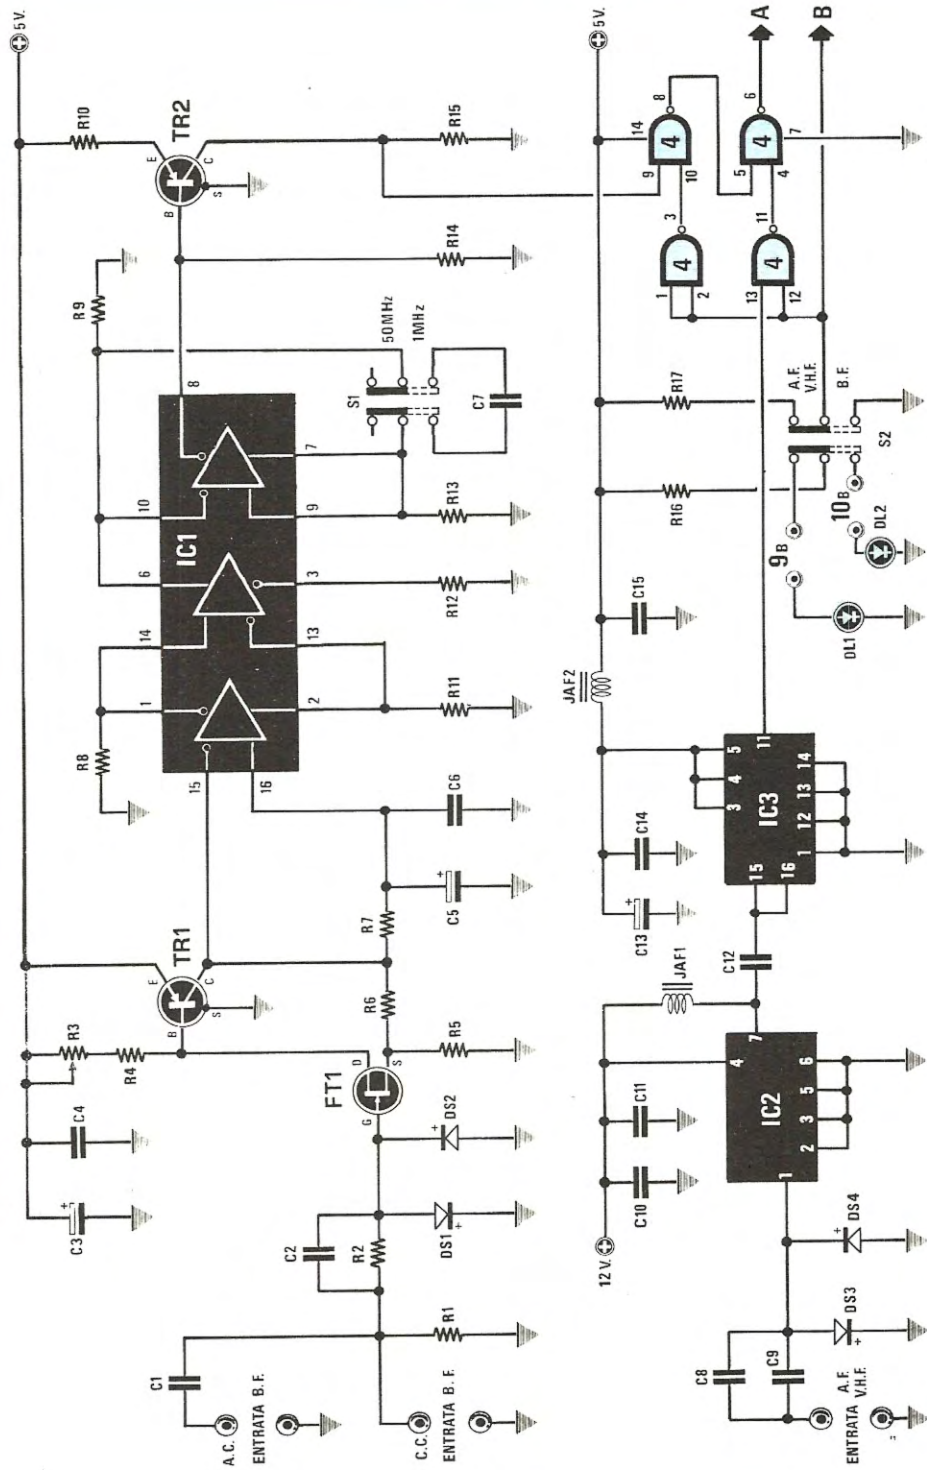 5 V.
R10
TR2
E
C
B
S
R15
R14
R9
8
50MHz
1MHz
S1
C7
10
7
9
R13
6
IC1
3
R12
14
13
1
2
R11
R8
15
16
C6
C5
R7
TR1
E
C
B
S
R6
R3
R4
FT1
D
S
G
R5
C4
C3
DS2
DS1
C2
R2
R1
C1
A.C.
ENTRATA B.F.
C.C.
ENTRATA B.F.
5 V.
A
B
14
8
9
4
10
6
5
4
4
7
3
4
1
2
11
4
13
12
R17
A.F.
V.H.F.
B.F.
S2
R16
10B
9B
DL2
DL1
C15
JAF2
5
4
3
11
IC3
14
13
12
1
15
16
C14
C13
C12
JAF1
4
7
IC2
6
5
3
2
1
C11
C10
12 V.
DS4
DS3
C8
C9
ENTRATA A.F.
V.H.F.